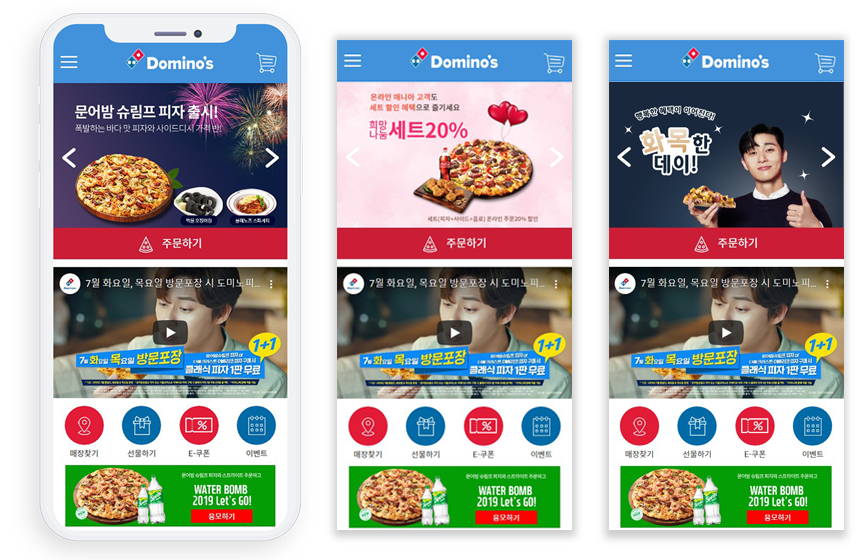 Domino's
문어밤 슈림프 피자 출시!
폭발하는 바다 맛 피자와 사이드디시 가격 반!
주문하기
7월 화요일, 목요일 방문포장 시 도미노피...
1+1
7월 화요일 목요일 방문포장
클래식 피자 1판 무료
매장찾기
선물하기
E-쿠폰
이벤트
문어밤 슈림프 피자와 스프라이트 주문하고
WATER BOMB
2019 Let's GO!
응모하기
Domino's
온라인 매니아 고객도
세트 할인 혜택으로 즐기세요
희망
나눔 세트20%
세트(피자+사이드+음료) 온라인 주문20% 할인
주문하기
7월 화요일, 목요일 방문포장 시 도미노피...
1+1
7월 화요일 목요일 방문포장
클래식 피자 1판 무료
매장찾기
선물하기
E-쿠폰
이벤트
문어밤 슈림프 피자와 스프라이트 주문하고
WATER BOMB
2019 Let's GO!
응모하기
Domino's
행복한 혜택이 이어진다!
화목한
데이!
주문하기
7월 화요일, 목요일 방문포장 시 도미노피...
1+1
7월 화요일 목요일 방문포장
클래식 피자 1판 무료
매장찾기
선물하기
E-쿠폰
이벤트
문어밤 슈림프 피자와 스프라이트 주문하고
WATER BOMB
2019 Let's GO!
응모하기